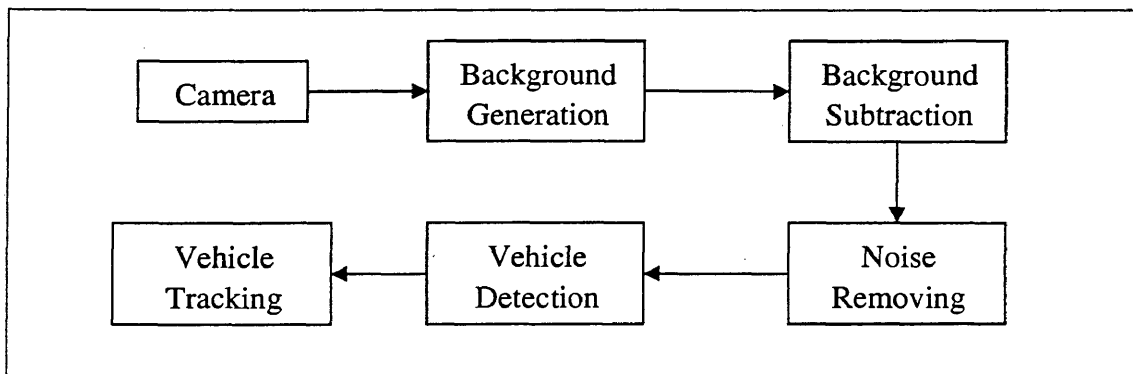 Camera
Background
Generation
Background
Subtraction
Noise
Removing
Vehicle
Detection
Vehicle
Tracking